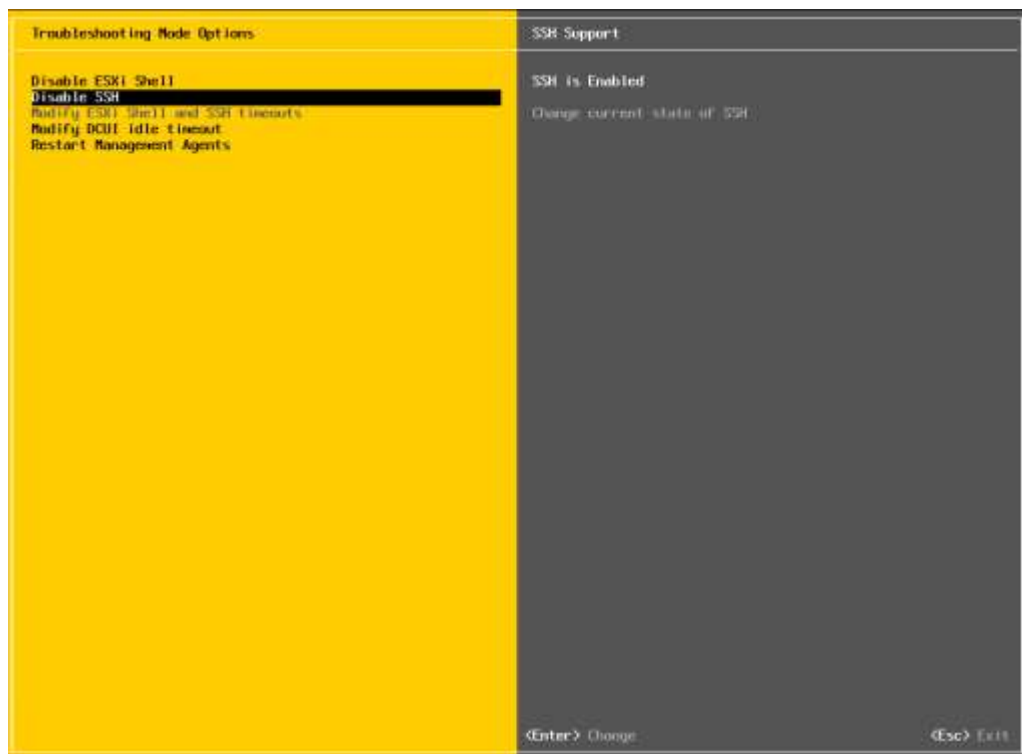 Troubleshooting Mode Options
SSH Support
Disable ESXi Shell
Disable SSH
Modify ESXi Shell and SSH timeouts
Modify DCUI idle timeout
Restart Management Agents
SSH is Enabled
Change current state of SSH
<Enter> Change
<Esc> Exit